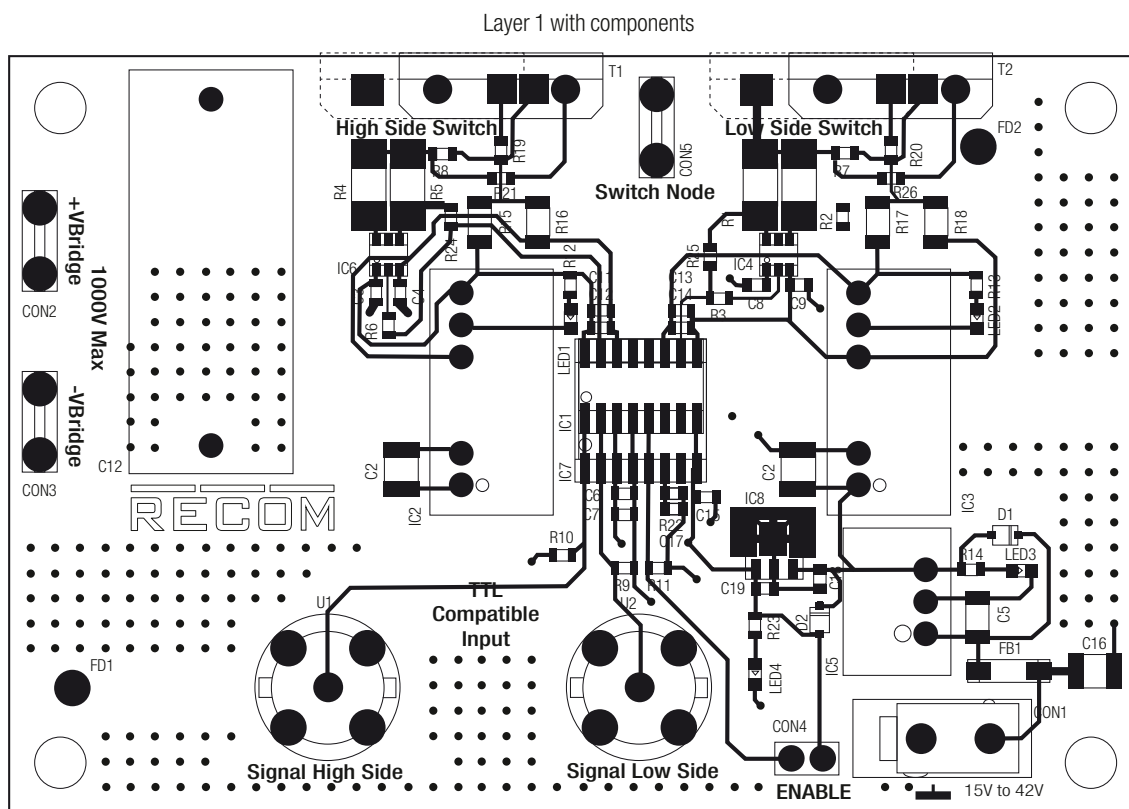 Layer 1 with components
T1
T2
High Side Switch
Low Side Switch
FD2
R19
R20
R8
R7
CON5
R4
R5
R21
R26
Switch Node
+VBridge
CON2
1000V Max
R15
R16
R2
R17
R18
R24
R25
IC6
IC4
C13
C14
C4
R6
R3
C8
C9
R13
LED2
LED1
-VBridge
CON3
C12
IC1
IC7
C2
C2
IC2
IC3
RECOM
C6
C7
R22
C17
C15
IC8
D1
R10
R9
R11
R14
LED3
C19
U1
TTL
Compatible
Input
U2
R23
D2
C5
IC5
FB1
C16
FD1
LED4
CON1
CON4
Signal High Side
Signal Low Side
ENABLE
15V to 42V